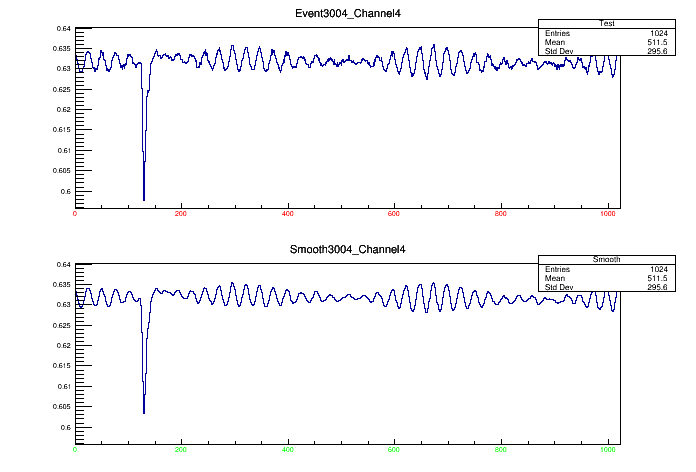 Event3004_Channel4
Test
Entries 1024
Mean 511.5
Std Dev 295.6
0.64
0.635
0.63
0.625
0.62
0.615
0.61
0.605
0.6
0 200 400 600 800 1000
Smooth3004_Channel4
Smooth
Entries 1024
Mean 511.5
Std Dev 295.6
0.64
0.635
0.63
0.625
0.62
0.615
0.61
0.605
0.6
0 200 400 600 800 1000